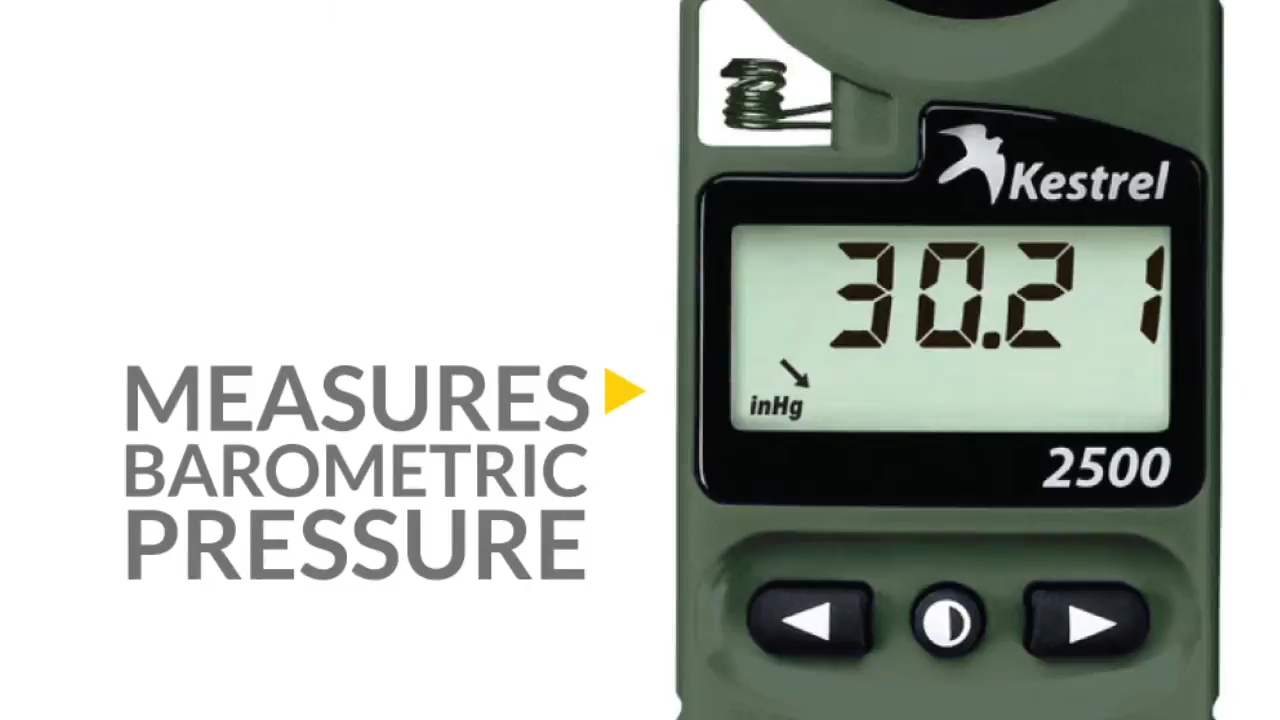 Kestrel
30.21
inHg
2500
MEASURES
BAROMETRIC
PRESSURE